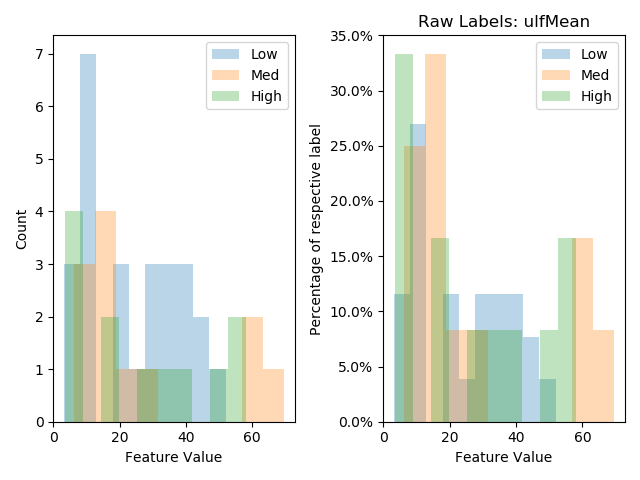 7
6
5
4
3
2
1
0
Count
0 20 40 60
Feature Value
Low
Med
High
Raw Labels: ulfMean
35.0%
30.0%
25.0%
20.0%
15.0%
10.0%
5.0%
0.0%
Percentage of respective label
0 20 40 60
Feature Value
Low
Med
High